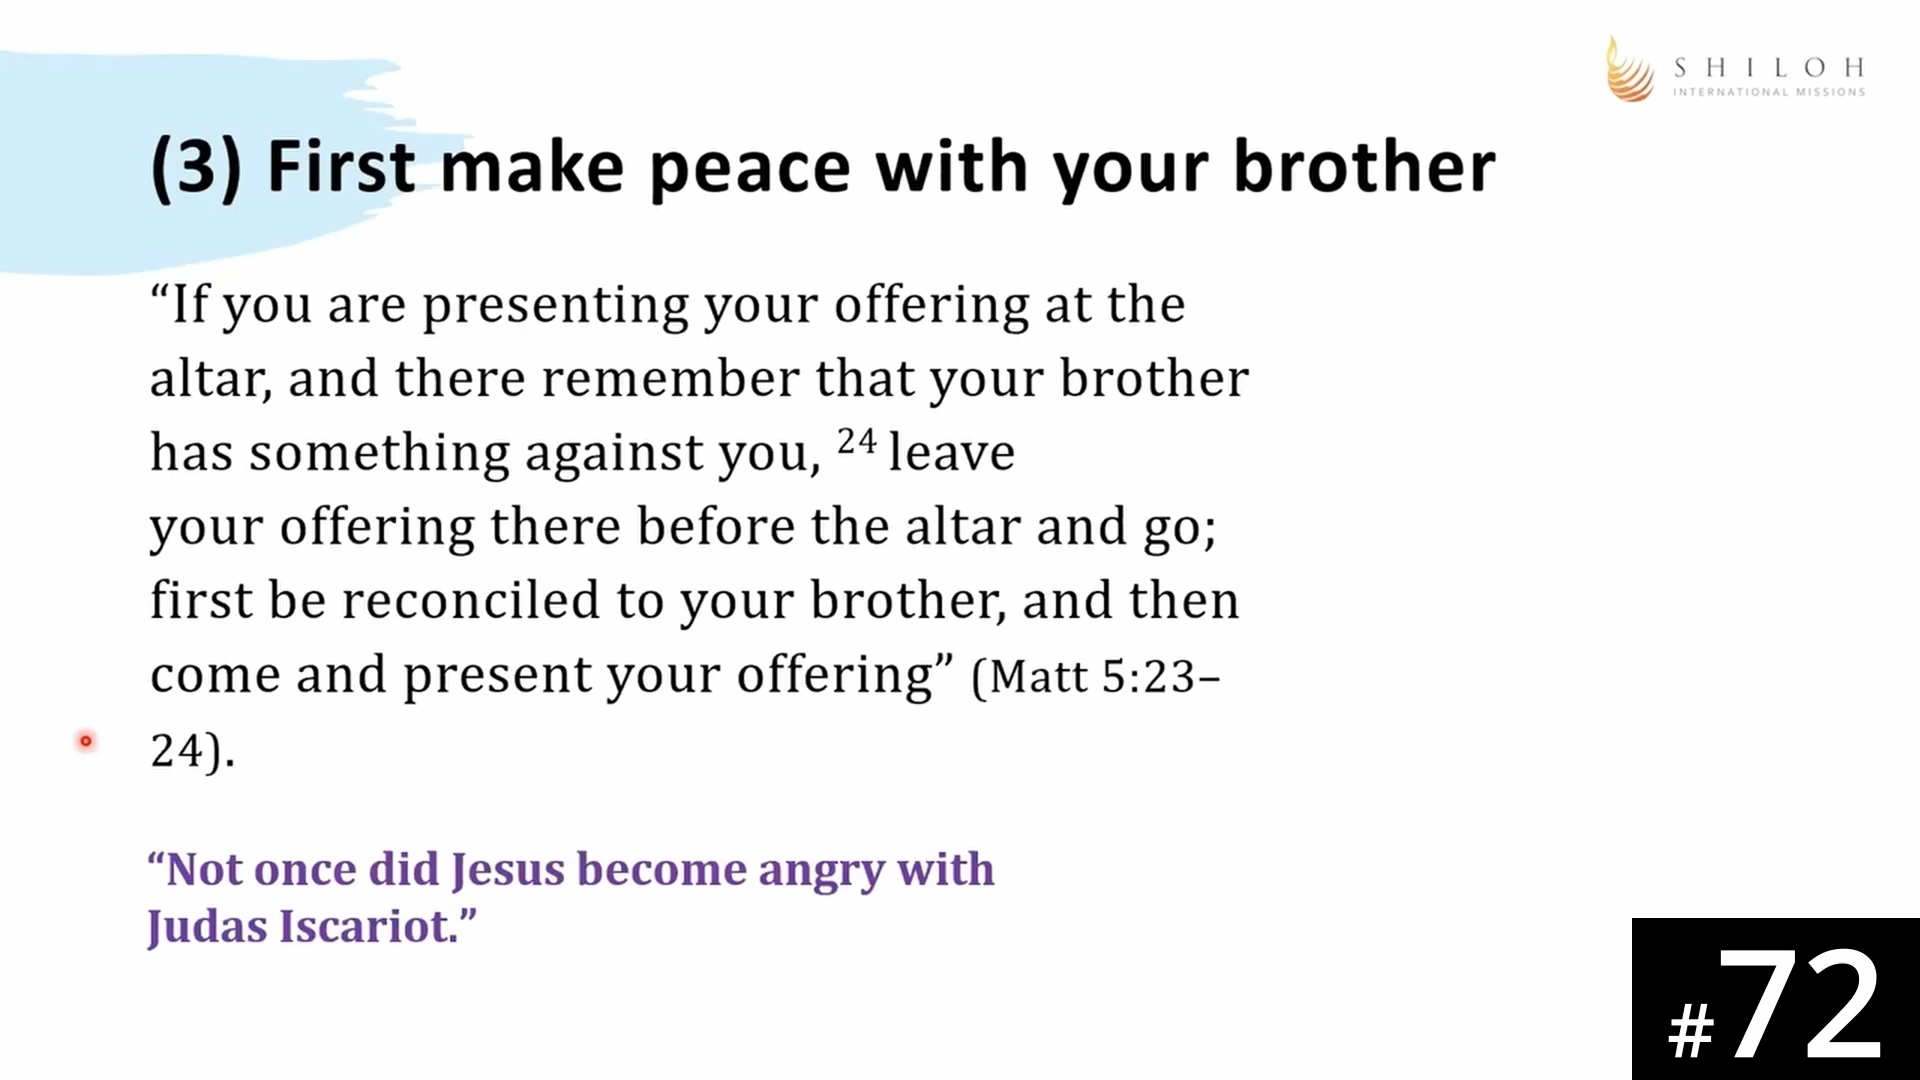 SHILOH
INTERNATIONAL MISSIONS
(3) First make peace with your brother
“If you are presenting your offering at the
altar, and there remember that your brother
has something against you, 24 leave
your offering there before the altar and go;
first be reconciled to your brother, and then
come and present your offering” (Matt 5:23–
24).
“Not once did Jesus become angry with
Judas Iscariot.”
#72